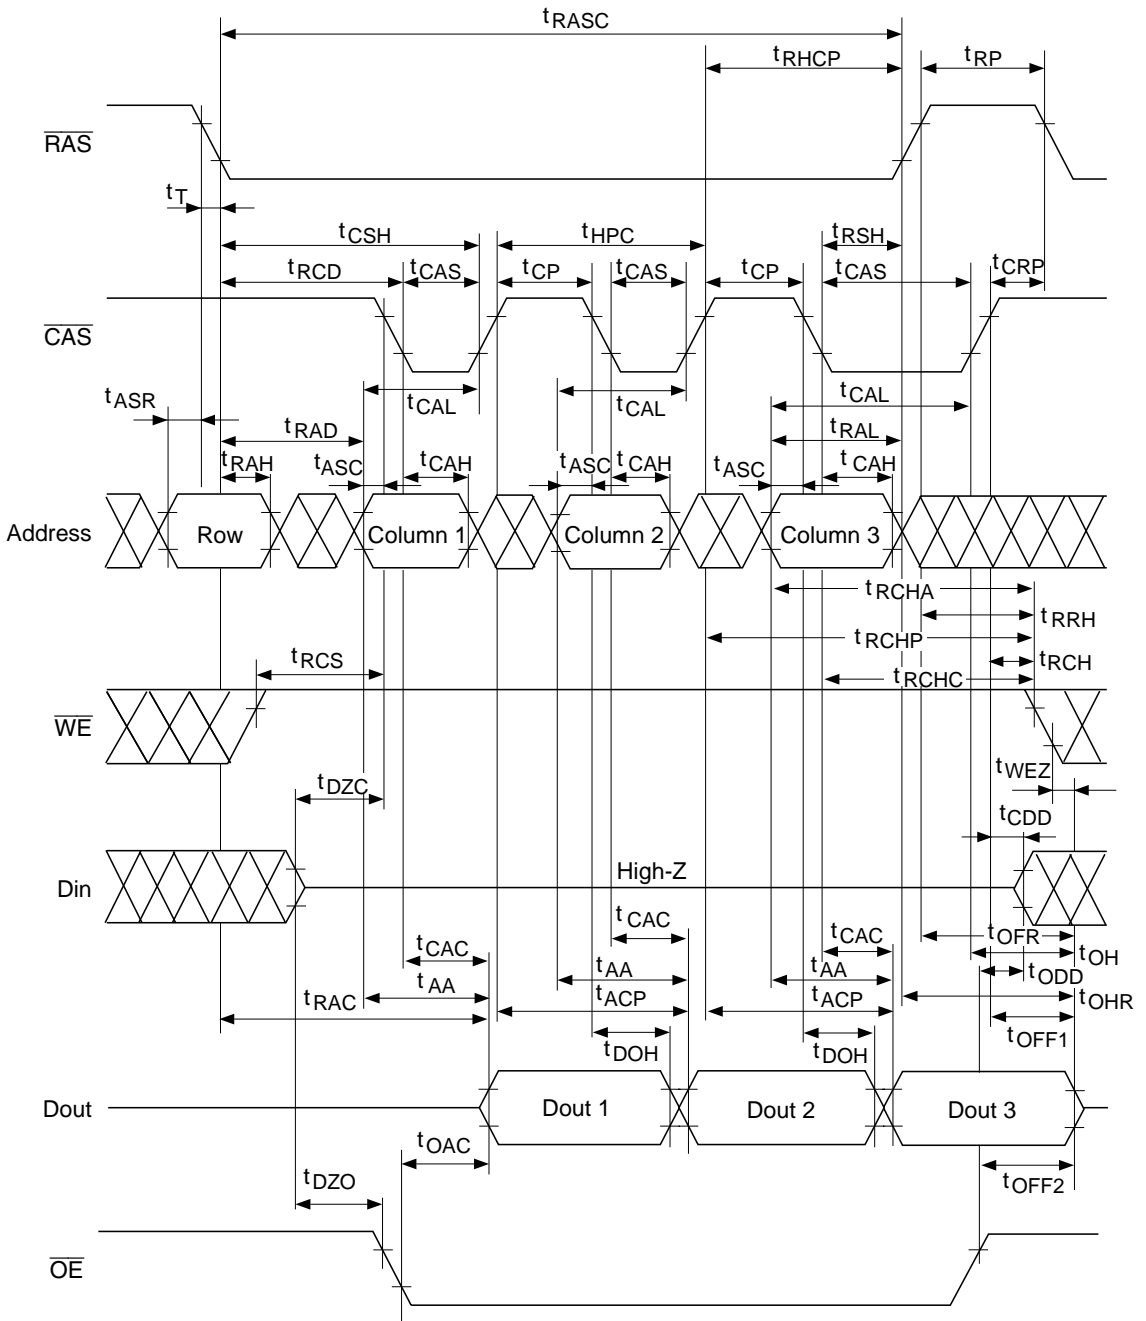 tRASC
tRHCP tRP
RAS
tT
tCSH tHPC tRSH
tRCD tCAS tCP tCAS tCP tCAS tCRP
CAS
tASR tCAL tCAL tCAL
tRAD tRAL
tRAH tASC tCAH tASC tCAH tASC tCAH
Address Row Column 1 Column 2 Column 3
tRCHA
tRRH
tRCHP
tRCS tRCH
tRCHC
WE
tWEZ
tDZC
tCDD
Din High-Z
tCAC tCAC tCAC tOFR
tOH
tAA tAA tAA tODD
tRAC tACP tACP tOHR
tOFF1
tDOH tDOH
Dout Dout 1 Dout 2 Dout 3
tOAC
tDZO tOFF2
OE